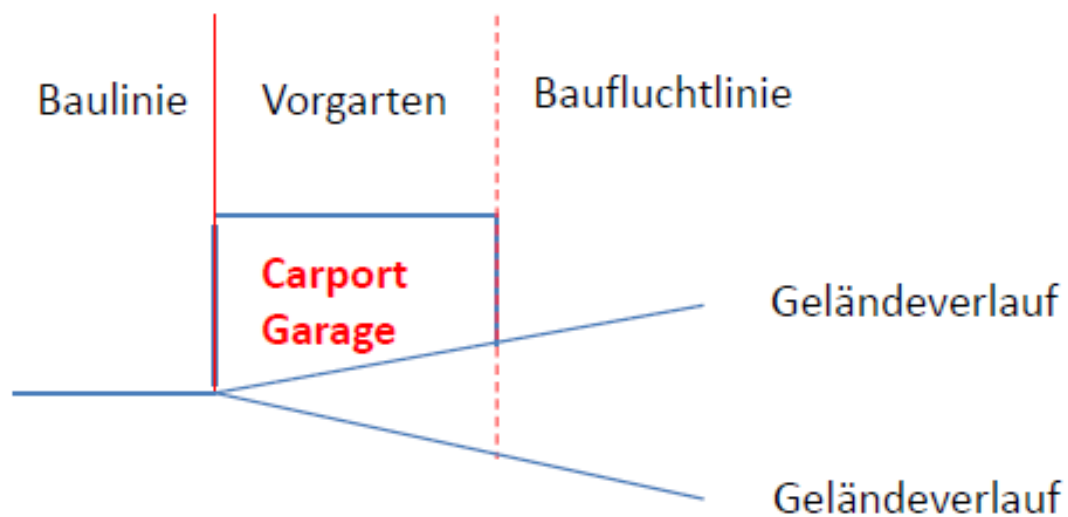 Baulinie
Vorgarten
Baufluchtlinie
Carport
Garage
Geländeverlauf
Geländeverlauf